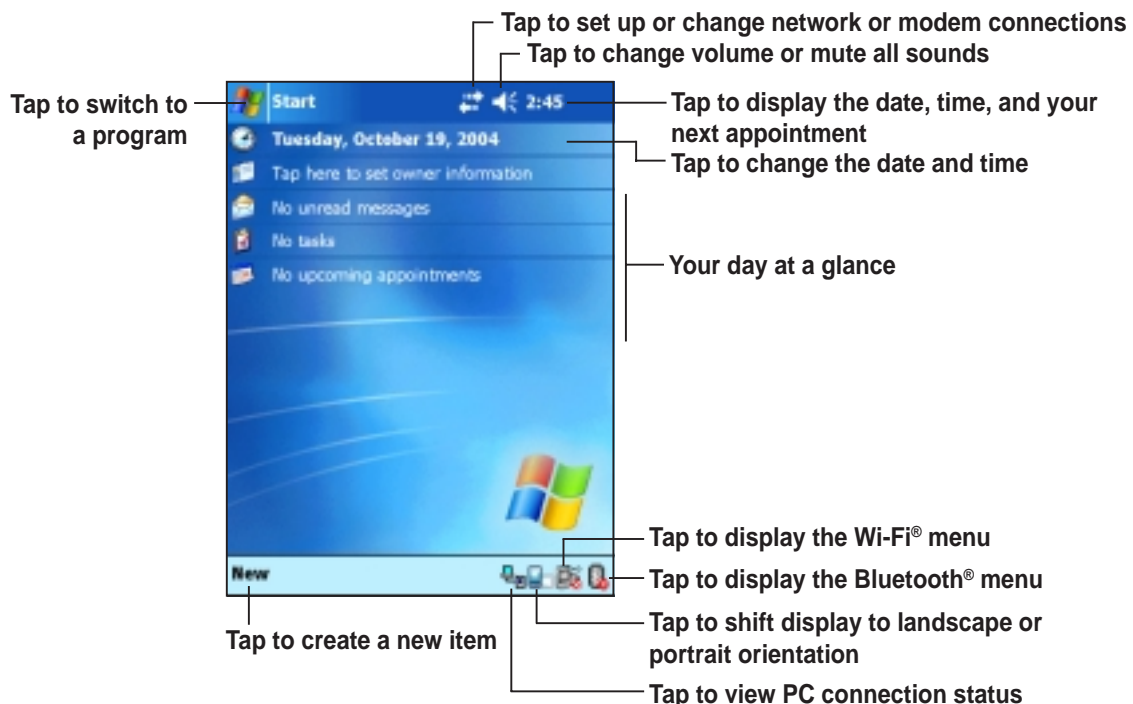 Tap to set up or change network or modem connections
Tap to change volume or mute all sounds
Tap to switch to
a program
Start
2:45
Tap to display the date, time, and your
next appointment
Tuesday, October 19, 2004
Tap to change the date and time
Tap here to set owner information
No unread messages
No tasks
No upcoming appointments
Your day at a glance
Tap to display the Wi-Fi® menu
New
Tap to display the Bluetooth® menu
Tap to create a new item
Tap to shift display to landscape or
portrait orientation
Tap to view PC connection status